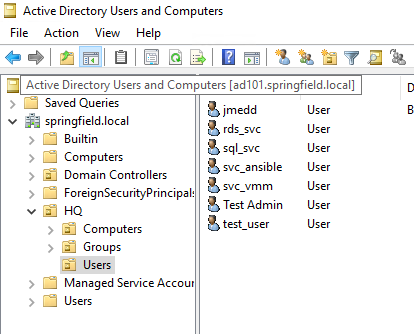 Active Directory Users and Computers
File Action View Help
Active Directory Users and Computers [ad101.springfield.local]
Saved Queries
springfield.local
Builtin
Computers
Domain Controllers
ForeignSecurityPrincipals
HQ
Computers
Groups
Users
Managed Service Accou
Users
D
jmedd User B
rds_svc User
sql_svc User
svc_ansible User
svc_vmm User
Test Admin User
test_user User